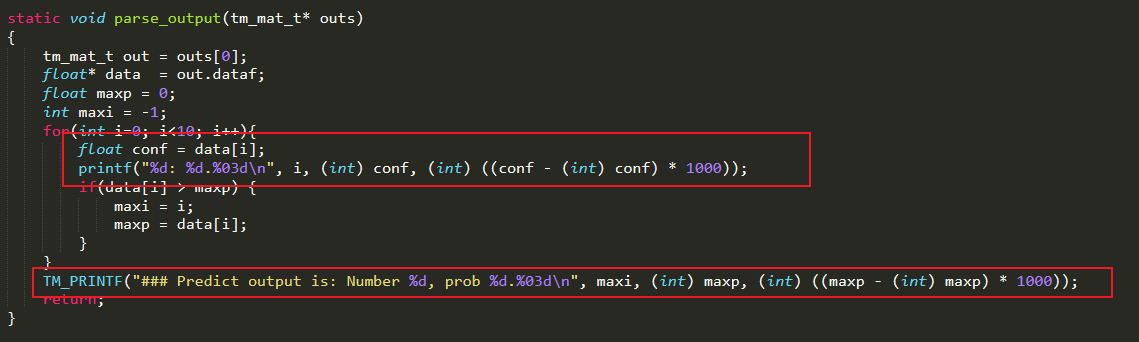 static void parse_output(tm_mat_t* outs)
{
    tm_mat_t out = outs[0];
    float* data  = out.dataf;
    float maxp = 0;
    int maxi = -1;
    for(int i=0; i<10; i++){
        float conf = data[i];
        printf("%d: %d.%03d\n", i, (int) conf, (int) ((conf - (int) conf) * 1000));
        if(data[i] > maxp) {
            maxi = i;
            maxp = data[i];
        }
    }
    TM_PRINTF("### Predict output is: Number %d, prob %d.%03d\n", maxi, (int) maxp, (int) ((maxp - (int) maxp) * 1000));
    return;
}